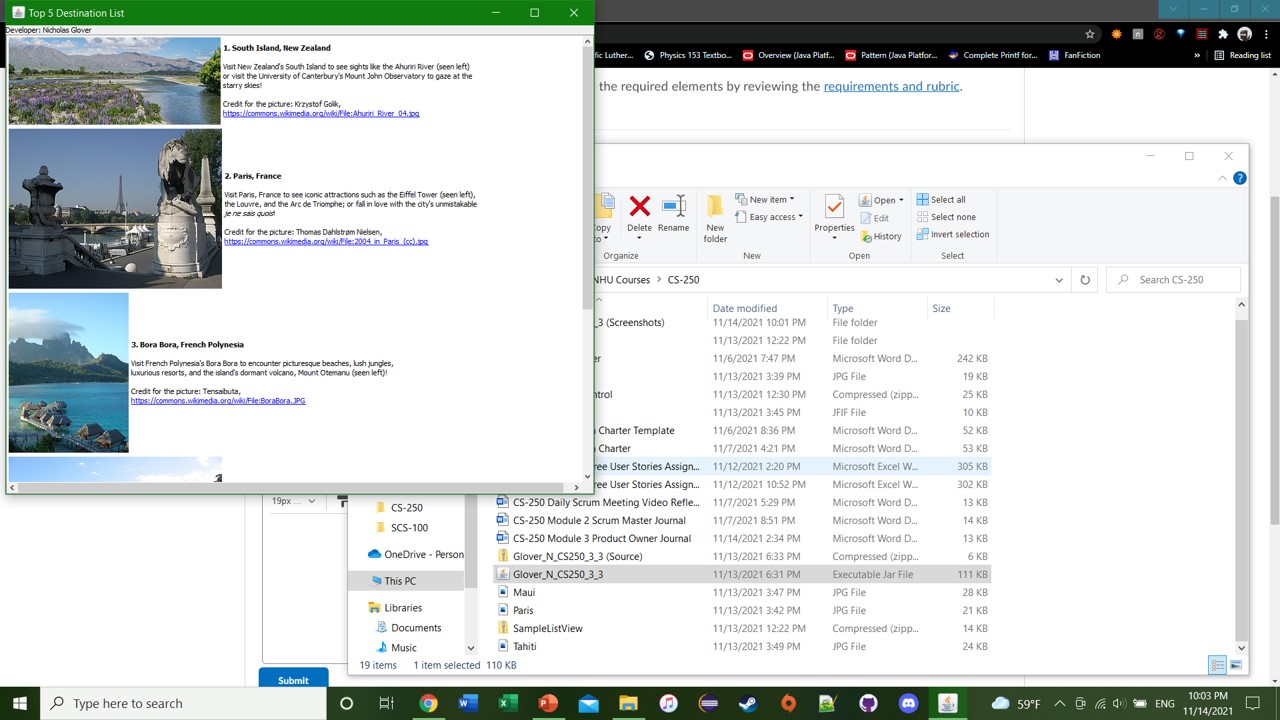 Top 5 Destination List
Developer: Nicholas Glover
1. South Island, New Zealand
Visit New Zealand's South Island to see sights like the Ahuriri River (seen left)
or visit the University of Canterbury's Mount John Observatory to gaze at the
starry skies!
Credit for the picture: Krzystof Golik,
https://commons.wikimedia.org/wiki/File:Ahuriri_River_04.jpg
2. Paris, France
Visit Paris, France to see iconic attractions such as the Eiffel Tower (seen left),
the Louvre, and the Arc de Triomphe; or fall in love with the city's unmistakable
je ne sais quois!
Credit for the picture: Thomas Dahlstrøm Nielsen,
https://commons.wikimedia.org/wiki/File:2004_in_Paris_(cc).jpg
3. Bora Bora, French Polynesia
Visit French Polynesia's Bora Bora to encounter picturesque beaches, lush jungles,
luxurious resorts, and the island's dormant volcano, Mount Otemanu (seen left)!
Credit for the picture: Tensaibuta,
https://commons.wikimedia.org/wiki/File:BoraBora.JPG
fic Luther... Physics 153 Textbo... Overview (Java Platf... Pattern (Java Platform... Complete Printf for... FanFiction » Reading list
the required elements by reviewing the requirements and rubric.
New item Open Select all
Easy access Edit Select none
History Invert selection
opy to Delete Rename New folder Properties
Organize New Open Select
NHU Courses > CS-250 Search CS-250
Date modified Type Size
_3 (Screenshots) 11/14/2021 10:01 PM File folder
11/13/2021 12:22 PM File folder
er 11/6/2021 7:47 PM Microsoft Word D... 242 KB
11/13/2021 3:39 PM JPG File 19 KB
ntrol 11/13/2021 12:30 PM Compressed (zipp... 25 KB
11/13/2021 3:45 PM JFIF File 10 KB
Charter Template 11/6/2021 8:36 PM Microsoft Word D... 52 KB
Charter 11/7/2021 4:21 PM Microsoft Word D... 53 KB
ree User Stories Assign... 11/12/2021 2:20 PM Microsoft Excel W... 305 KB
ree User Stories Assign... 11/12/2021 10:52 PM Microsoft Excel W... 302 KB
CS-250 Daily Scrum Meeting Video Refle... 11/7/2021 5:29 PM Microsoft Word D... 13 KB
CS-250 Module 2 Scrum Master Journal 11/7/2021 8:51 PM Microsoft Word D... 14 KB
CS-250 Module 3 Product Owner Journal 11/14/2021 2:34 PM Microsoft Word D... 13 KB
Glover_N_CS250_3_3 (Source) 11/13/2021 6:33 PM Compressed (zipp... 6 KB
Glover_N_CS250_3_3 11/13/2021 6:31 PM Executable Jar File 111 KB
Maui 11/13/2021 3:47 PM JPG File 28 KB
Paris 11/13/2021 3:42 PM JPG File 21 KB
SampleListView 11/13/2021 12:22 PM Compressed (zipp... 14 KB
Tahiti 11/13/2021 3:49 PM JPG File 24 KB
19px ...
CS-250
SCS-100
OneDrive - Person
This PC
Libraries
Documents
Music
19 items 1 item selected 110 KB
Submit
Type here to search
59°F ENG 10:03 PM
11/14/2021